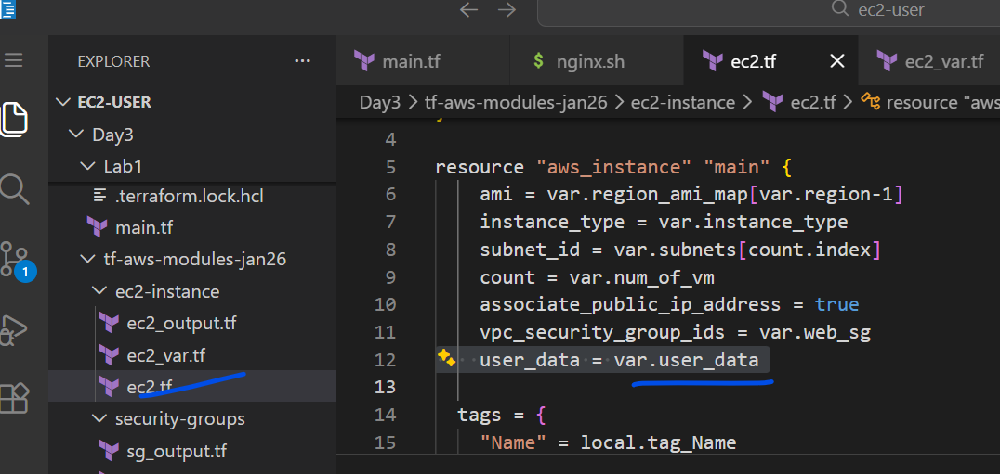 ec2-user
EXPLORER ...
main.tf
$ nginx.sh
ec2.tf
ec2_var.tf
EC2-USER
Day3
Lab1
.terraform.lock.hcl
main.tf
tf-aws-modules-jan26
ec2-instance
ec2_output.tf
ec2_var.tf
ec2.tf
security-groups
sg_output.tf
1
Day3 > tf-aws-modules-jan26 > ec2-instance > ec2.tf > resource "aws
4
5 resource "aws_instance" "main" {
6 ami = var.region_ami_map[var.region-1]
7 instance_type = var.instance_type
8 subnet_id = var.subnets[count.index]
9 count = var.num_of_vm
10 associate_public_ip_address = true
11 vpc_security_group_ids = var.web_sg
12 user_data = var.user_data
13
14 tags = {
15 "Name" = local.tag_Name